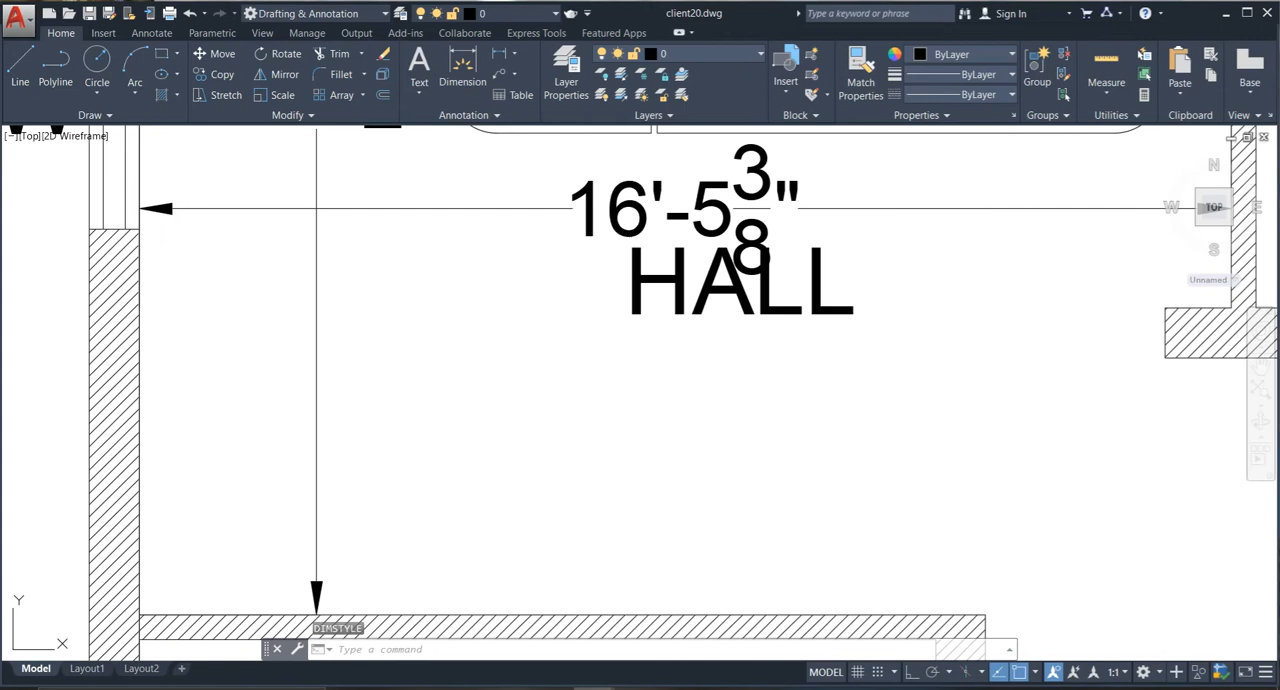 Drafting & Annotation
0
client20.dwg
Type a keyword or phrase
Sign In
Home
Insert
Annotate
Parametric
View
Manage
Output
Add-ins
Collaborate
Express Tools
Featured Apps
Line
Polyline
Circle
Arc
Move
Rotate
Trim
Copy
Mirror
Fillet
Stretch
Scale
Array
Text
Dimension
Table
Layer
Properties
0
Insert
Match
Properties
ByLayer
ByLayer
ByLayer
Group
Measure
Paste
Base
Draw
Modify
Annotation
Layers
Block
Properties
Groups
Utilities
Clipboard
View
[−][Top][2D Wireframe]
16'-5 3/8"
HALL
N
W
TOP
E
S
Unnamed
Y
X
DIMSTYLE
Type a command
Model
Layout1
Layout2
MODEL
1:1